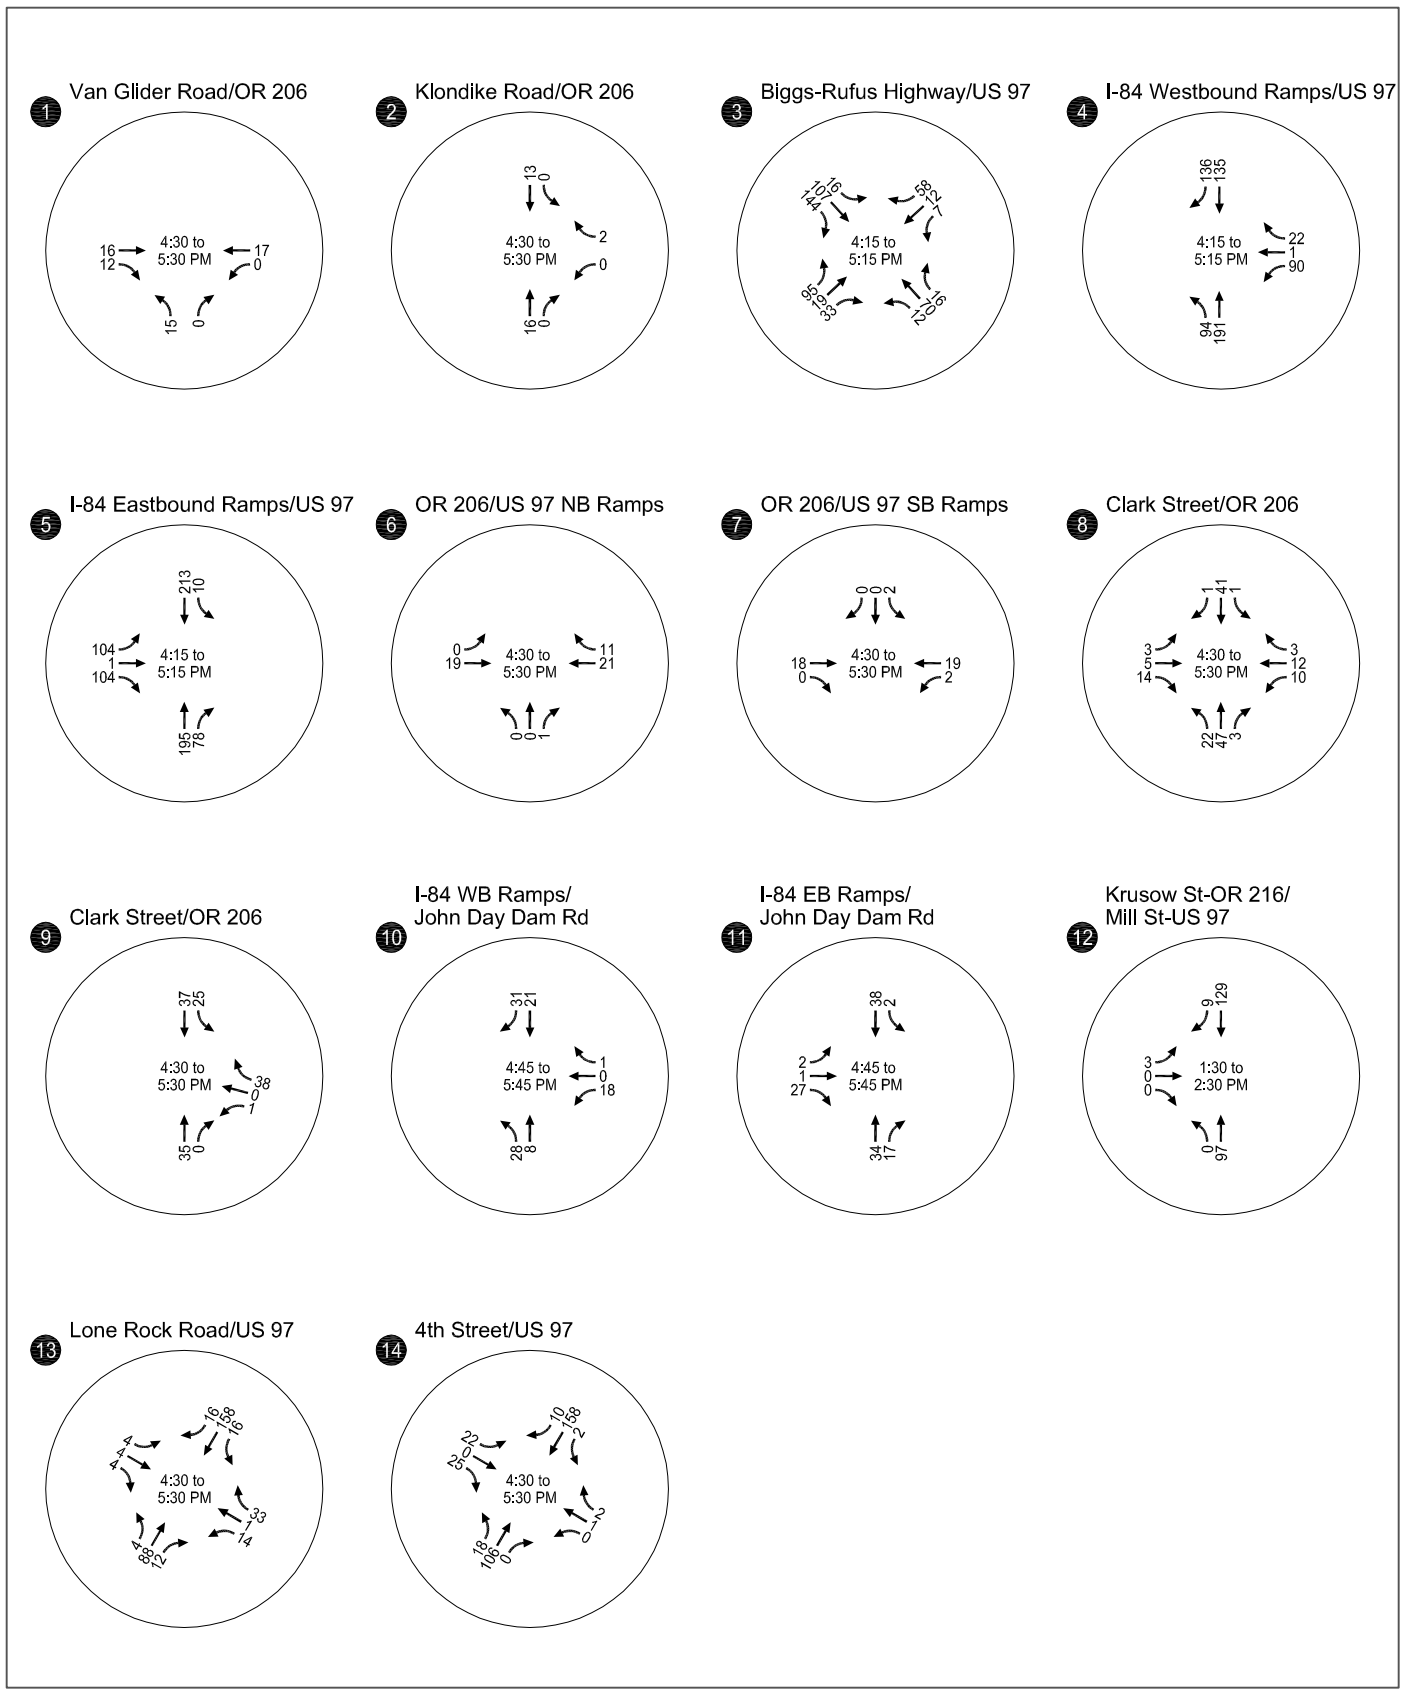 1 Van Glider Road/OR 206
16
12
4:30 to
5:30 PM
17
0
15
0
2 Klondike Road/OR 206
13
0
4:30 to
5:30 PM
2
0
16
0
3 Biggs-Rufus Highway/US 97
16
107
144
58
12
7
4:15 to
5:15 PM
95
19
33
16
70
12
4 I-84 Westbound Ramps/US 97
136
135
4:15 to
5:15 PM
22
1
90
94
191
5 I-84 Eastbound Ramps/US 97
213
10
104
1
104
4:15 to
5:15 PM
195
78
6 OR 206/US 97 NB Ramps
0
19
4:30 to
5:30 PM
11
21
0
0
1
7 OR 206/US 97 SB Ramps
0
0
2
18
0
4:30 to
5:30 PM
19
2
8 Clark Street/OR 206
1
41
1
3
5
14
4:30 to
5:30 PM
3
12
10
22
47
3
9 Clark Street/OR 206
37
25
4:30 to
5:30 PM
38
0
1
35
0
10 I-84 WB Ramps/
John Day Dam Rd
31
21
4:45 to
5:45 PM
1
0
18
28
8
11 I-84 EB Ramps/
John Day Dam Rd
38
2
2
1
27
4:45 to
5:45 PM
34
17
12 Krusow St-OR 216/
Mill St-US 97
9
129
3
0
0
1:30 to
2:30 PM
0
97
13 Lone Rock Road/US 97
16
158
16
4
4
4
4:30 to
5:30 PM
33
1
14
4
88
12
14 4th Street/US 97
10
158
2
22
0
25
4:30 to
5:30 PM
2
1
0
18
106
0